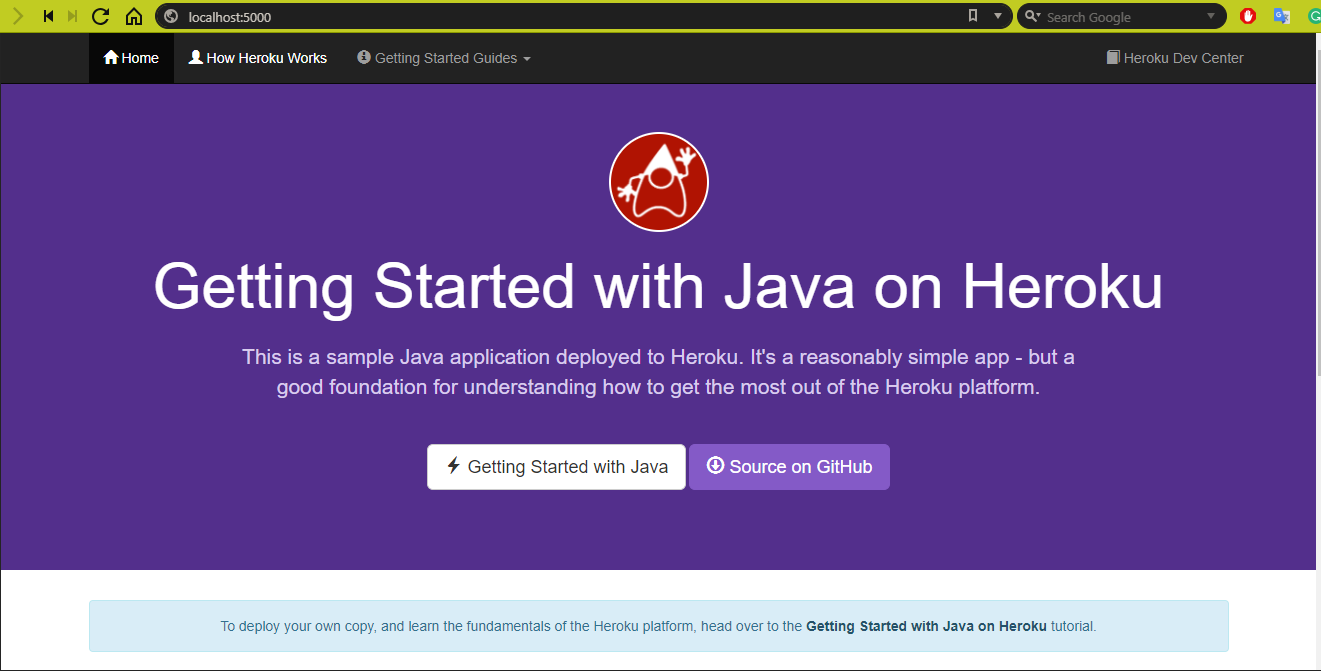 localhost:5000
Search Google
Home
How Heroku Works
Getting Started Guides
Heroku Dev Center
Getting Started with Java on Heroku
This is a sample Java application deployed to Heroku. It's a reasonably simple app - but a
good foundation for understanding how to get the most out of the Heroku platform.
Getting Started with Java
Source on GitHub
To deploy your own copy, and learn the fundamentals of the Heroku platform, head over to the Getting Started with Java on Heroku tutorial.